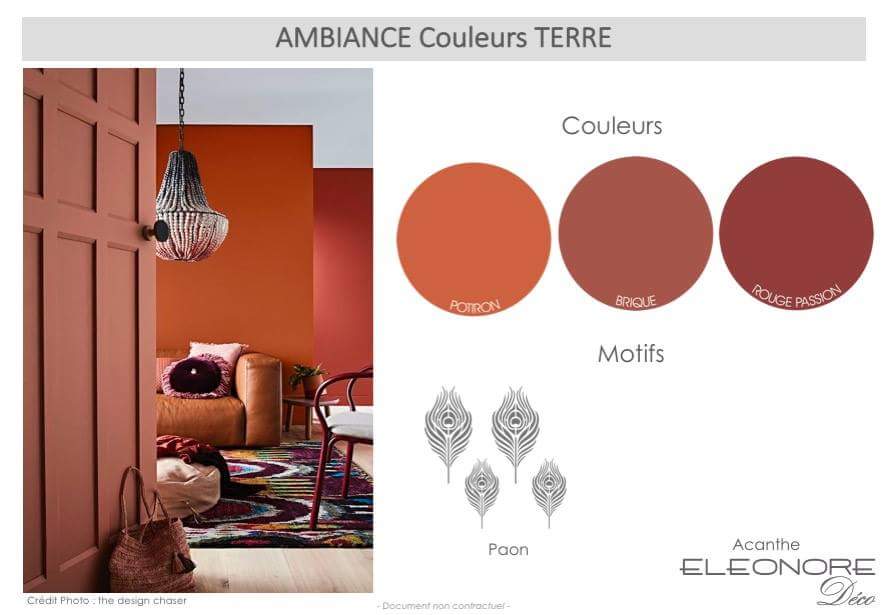 AMBIANCE Couleurs TERRE
Couleurs
POTIRON
BRIQUE
ROUGE PASSION
Motifs
Paon
Acanthe
ELEONORE
Déco
Crédit Photo : the design chaser
- Document non contractuel -